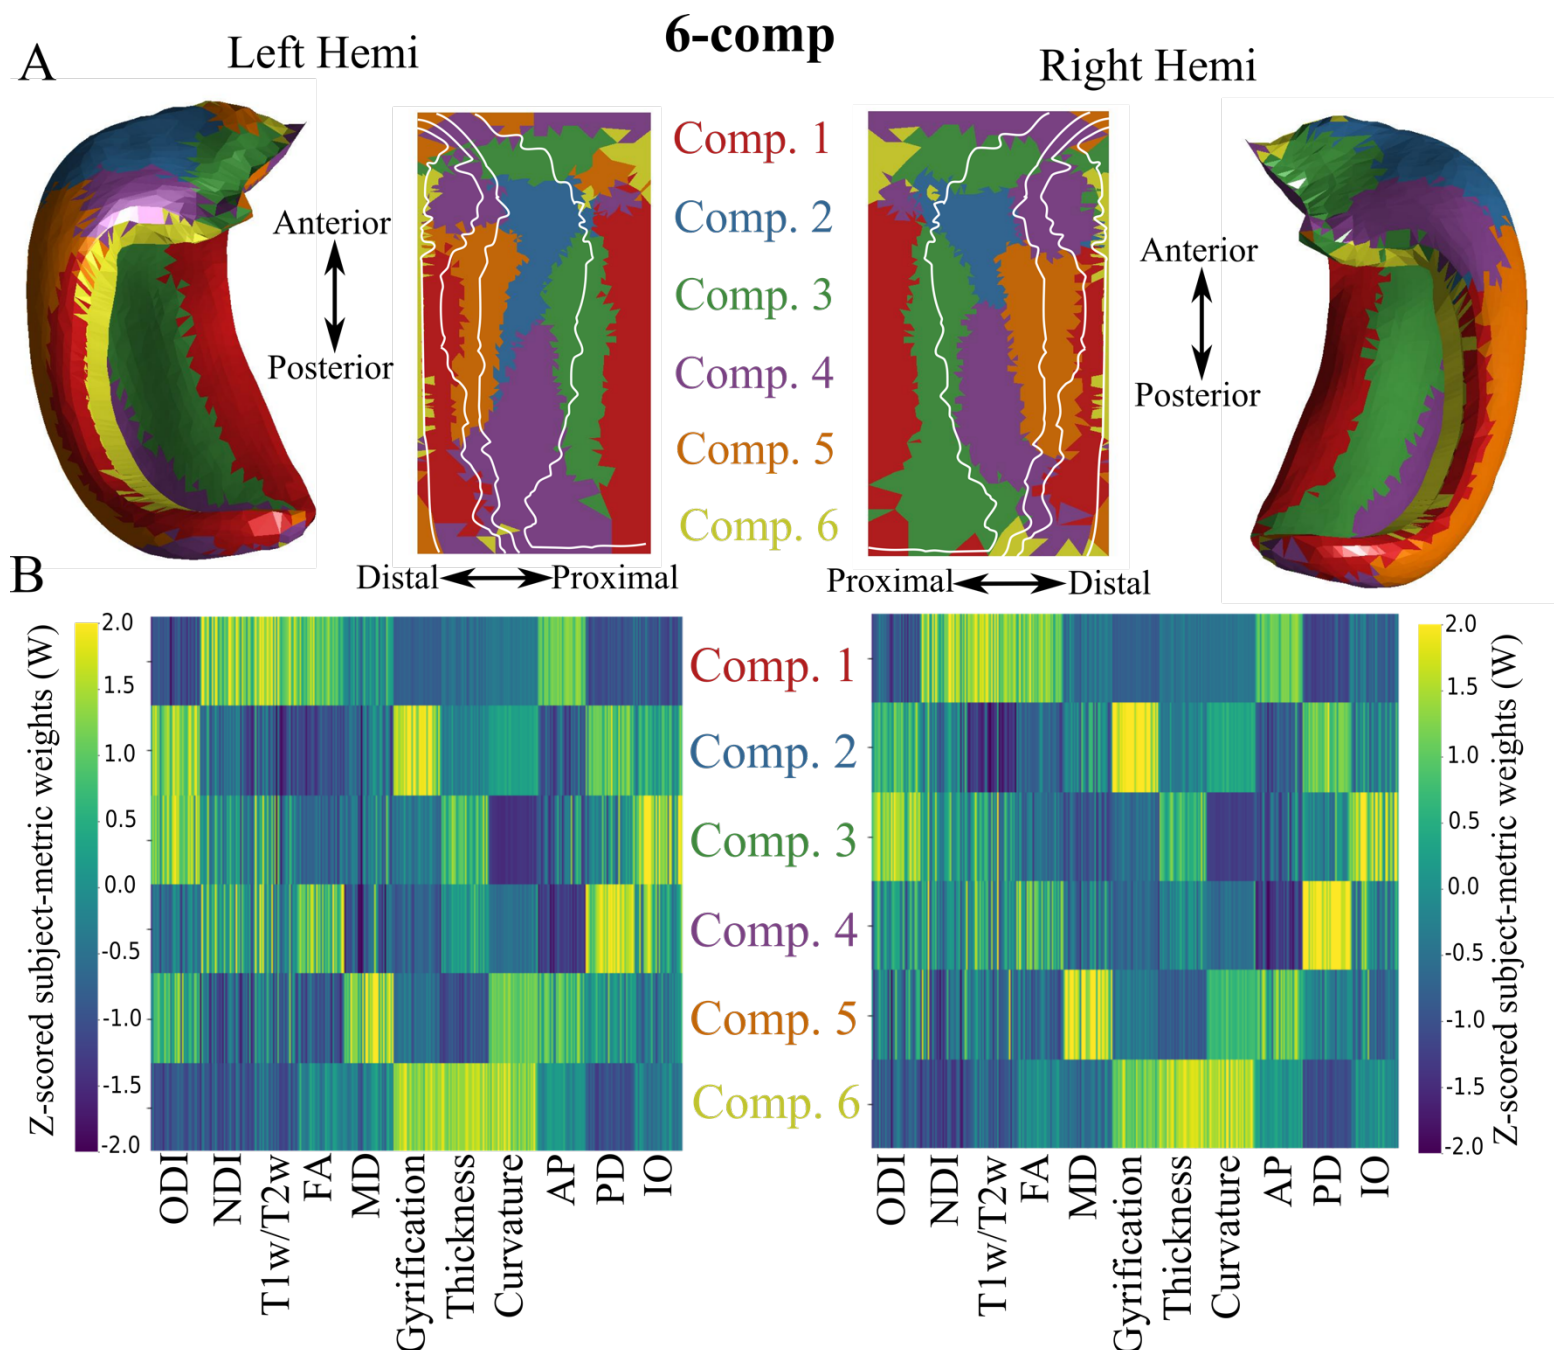 6-comp
A
Left Hemi
Right Hemi
Anterior
Posterior
Comp. 1
Comp. 2
Comp. 3
Comp. 4
Comp. 5
Comp. 6
Anterior
Posterior
Distal
Proximal
Proximal
Distal
B
Z-scored subject-metric weights (W)
2.0
1.5
1.0
0.5
0.0
-0.5
-1.0
-1.5
-2.0
Comp. 1
Comp. 2
Comp. 3
Comp. 4
Comp. 5
Comp. 6
2.0
1.5
1.0
0.5
0.0
-0.5
-1.0
-1.5
-2.0
Z-scored subject-metric weights (W)
ODI
NDI
T1w/T2w
FA
MD
Gyrification
Thickness
Curvature
AP
PD
IO
ODI
NDI
T1w/T2w
FA
MD
Gyrification
Thickness
Curvature
AP
PD
IO